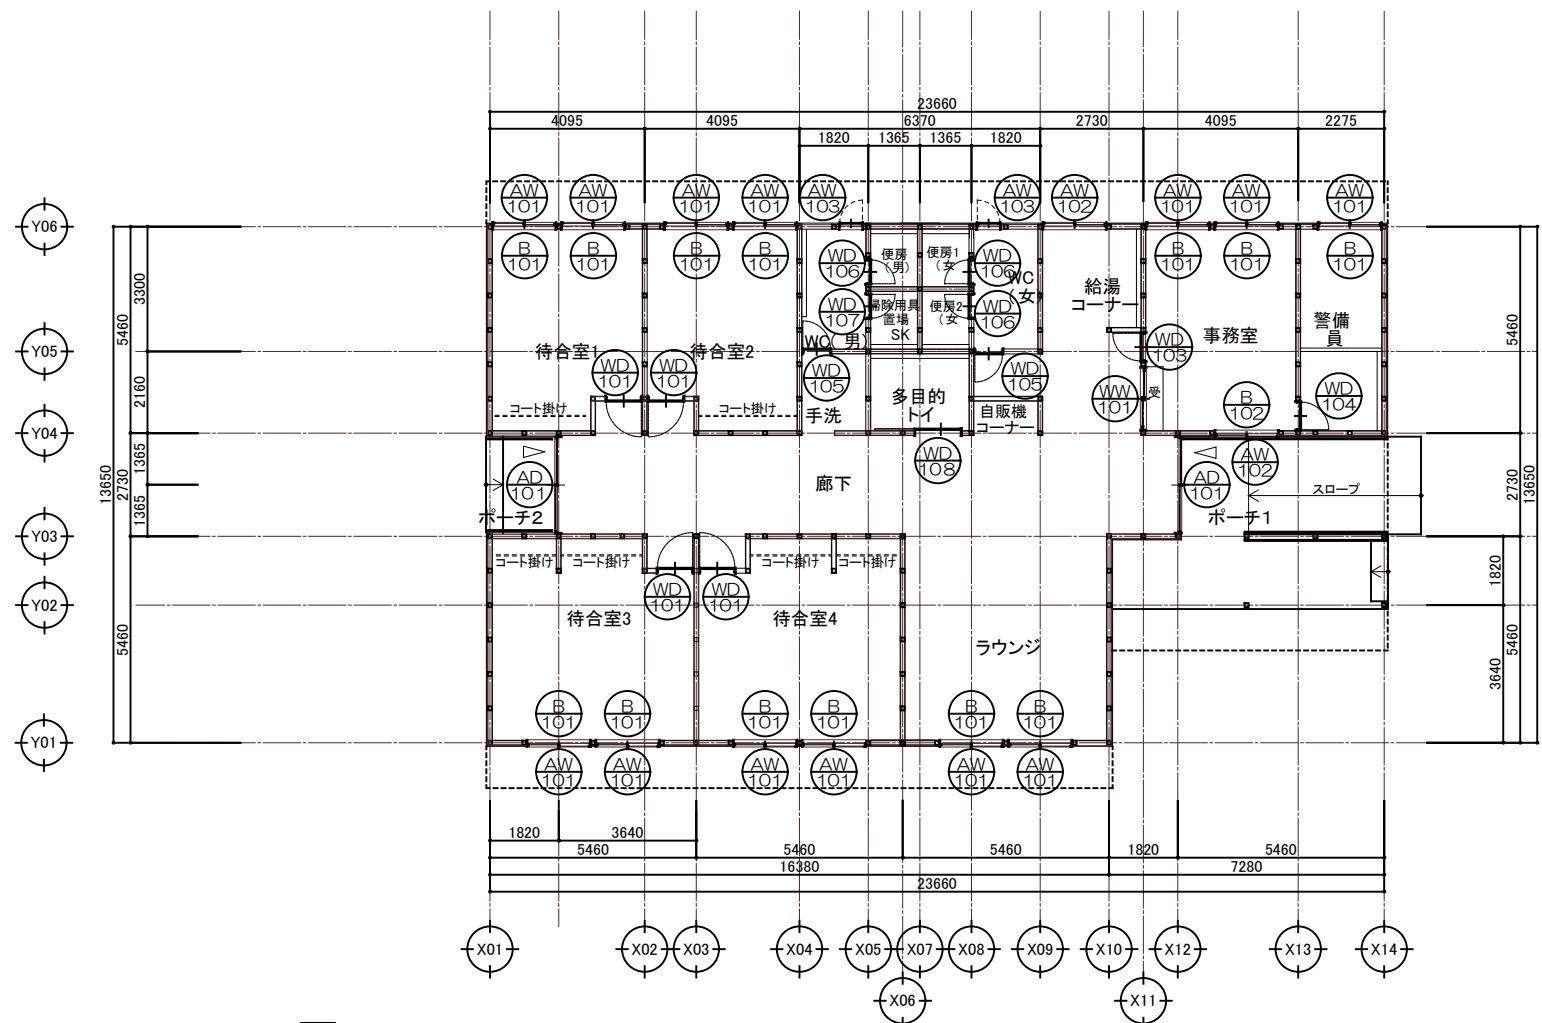 23660
4095 4095 6370 2730 4095 2275
1820 1365 1365 1820
AW 101 AW 101 AW 101 AW 101 AW 103 AW 103 AW 102 AW 101 AW 101 AW 101
Y06
B 101 B 101 B 101 B 101 B 101 B 101 B 101
WD 106
便房
（男）
便房1
（女
WD 106
WC
（女）
給湯
コーナー
WD 107
掃除用具
置場
SK
便房2
（女
WD 106
3300
5460
2160
Y05
待合室1
待合室2
WC（男）
WD 103
事務室
警備
員
5460
WD 101
WD 101
WD 105
WD 105
WW 101
受
B 102
WD 104
コート掛け
コート掛け
手洗
多目的
トイ
自販機
コーナー
Y04
WD 108
AW 102
13650
2730
1365
1365
AD 101
廊下
AD 101
スロープ
2730
13650
ポーチ2
ポーチ1
Y03
コート掛け コート掛け コート掛け コート掛け
WD 101
WD 101
1820
Y02
待合室3
待合室4
ラウンジ
5460
5460
3640
B 101 B 101 B 101 B 101 B 101 B 101
Y01
AW 101 AW 101 AW 101 AW 101 AW 101 AW 101
1820 3640
5460 5460 5460 1820 5460
16380 7280
23660
X01 X02 X03 X04 X05 X07 X08 X09 X10 X12 X13 X14
X06 X11